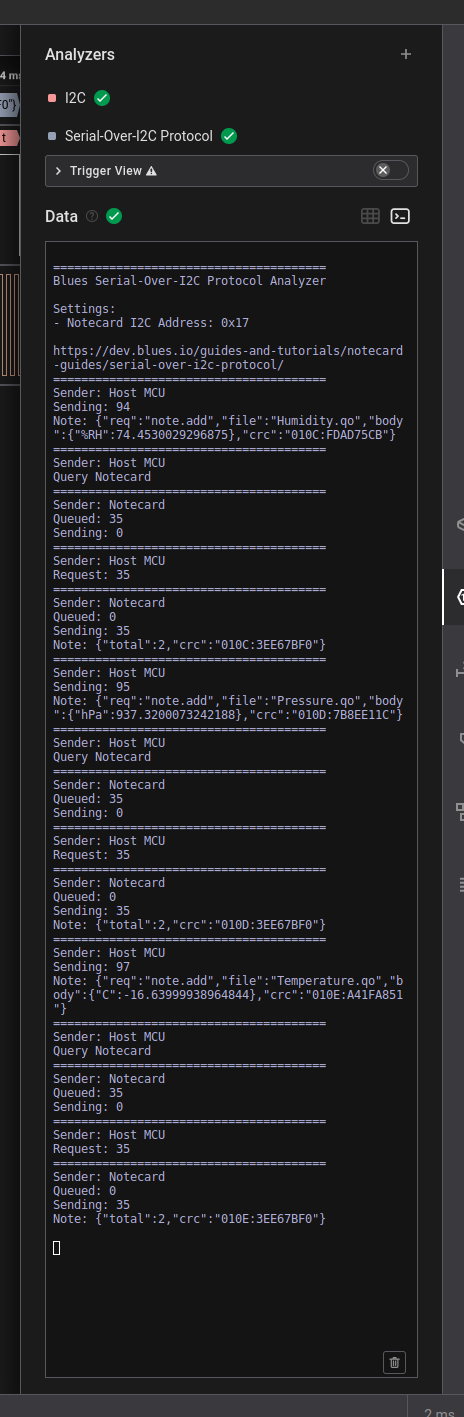 Analyzers
4 ms
I2C
F0"}
t
Serial-Over-I2C Protocol
Trigger View
Data
=======================================
Blues Serial-Over-I2C Protocol Analyzer
Settings:
- Notecard I2C Address: 0x17
https://dev.blues.io/guides-and-tutorials/notecard
-guides/serial-over-i2c-protocol/
=======================================
Sender: Host MCU
Sending: 94
Note: {"req":"note.add","file":"Humidity.qo","body
":{"%RH":74.4530029296875},"crc":"010C:FDAD75CB"}
=======================================
Sender: Host MCU
Query Notecard
=======================================
Sender: Notecard
Queued: 35
Sending: 0
=======================================
Sender: Host MCU
Request: 35
=======================================
Sender: Notecard
Queued: 0
Sending: 35
Note: {"total":2,"crc":"010C:3EE67BF0"}
=======================================
Sender: Host MCU
Sending: 95
Note: {"req":"note.add","file":"Pressure.qo","body
":{"hPa":937.3200073242188},"crc":"010D:7B8EE11C"}
=======================================
Sender: Host MCU
Query Notecard
=======================================
Sender: Notecard
Queued: 35
Sending: 0
=======================================
Sender: Host MCU
Request: 35
=======================================
Sender: Notecard
Queued: 0
Sending: 35
Note: {"total":2,"crc":"010D:3EE67BF0"}
=======================================
Sender: Host MCU
Sending: 97
Note: {"req":"note.add","file":"Temperature.qo","b
ody":{"C":-16.63999938964844},"crc":"010E:A41FA851
"}
=======================================
Sender: Host MCU
Query Notecard
=======================================
Sender: Notecard
Queued: 35
Sending: 0
=======================================
Sender: Host MCU
Request: 35
=======================================
Sender: Notecard
Queued: 0
Sending: 35
Note: {"total":2,"crc":"010E:3EE67BF0"}
2 ms